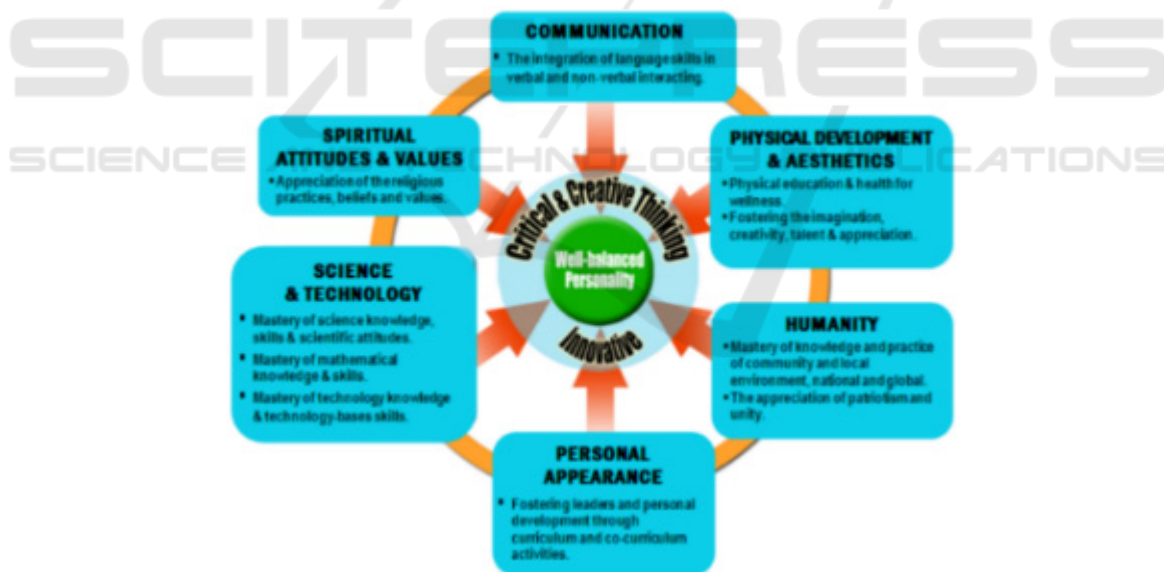 SCITEPRESS
SCIENCE AND TECHNOLOGY PUBLICATIONS
COMMUNICATION
▪ The integration of language skills in
verbal and non-verbal interacting.
SPIRITUAL
ATTITUDES & VALUES
•Appreciation of the religious
practices, beliefs and values.
PHYSICAL DEVELOPMENT
& AESTHETICS
•Physical education & health for
wellness.
•Fostering the imagination,
creativity, talent & appreciation.
Critical & Creative Thinking
Well-balanced
Personality
Innovative
SCIENCE
& TECHNOLOGY
▪ Mastery of science knowledge,
skills & scientific attitudes.
▪ Mastery of mathematical
knowledge & skills.
▪ Mastery of technology knowledge
& technology-bases skills.
HUMANITY
•Mastery of knowledge and practice
of community and local
environment, national and global.
•The appreciation of patriotism and
unity.
PERSONAL
APPEARANCE
▪ Fostering leaders and personal
development through
curriculum and co-curriculum
activities.